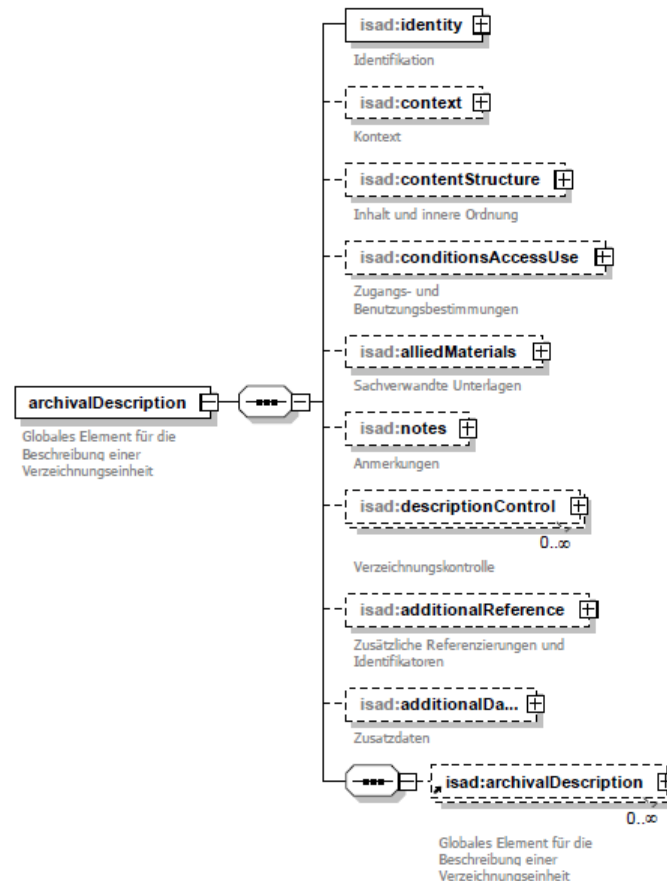 isad:identity
Identifikation
isad:context
Kontext
isad:contentStructure
Inhalt und innere Ordnung
isad:conditionsAccessUse
Zugangs- und
Benutzungsbestimmungen
isad:alliedMaterials
Sachverwandte Unterlagen
archivalDescription
Globales Element für die
Beschreibung einer
Verzeichnungseinheit
isad:notes
Anmerkungen
isad:descriptionControl
0..∞
Verzeichnungskontrolle
isad:additionalReference
Zusätzliche Referenzierungen und
Identifikatoren
isad:additionalDa...
Zusatzdaten
isad:archivalDescription
0..∞
Globales Element für die
Beschreibung einer
Verzeichnungseinheit